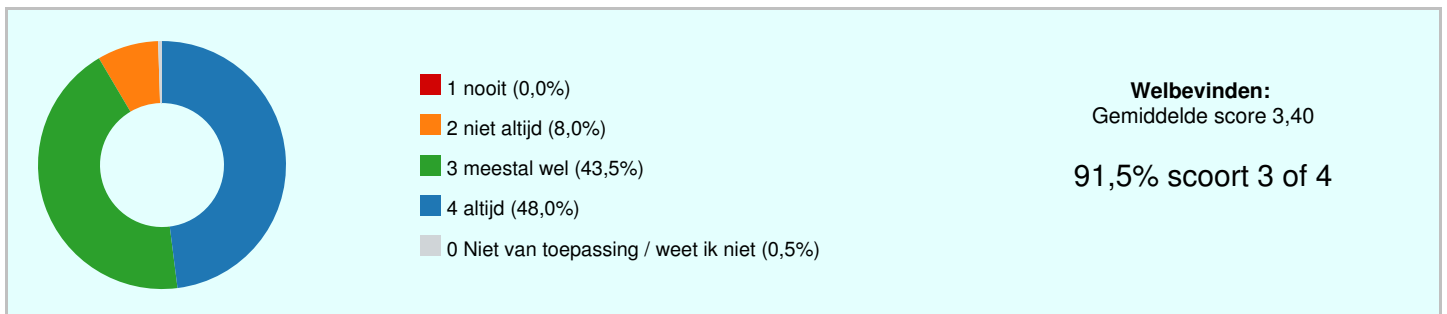 1 nooit (0,0%)
2 niet altijd (8,0%)
3 meestal wel (43,5%)
4 altijd (48,0%)
0 Niet van toepassing / weet ik niet (0,5%)
Welbevinden:
Gemiddelde score 3,40
91,5% scoort 3 of 4